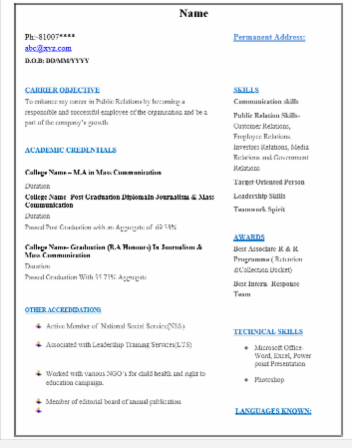 Name
Ph:-81007****
abc@xyz.com
D.O.B: DD/MM/YYYY
CARRIER OBJECTIVE
To enhance my career in Public Relations by becoming a
responsible and successful employee of the organisation and be a
part of the company's growth
ACADEMIC CREDENTIALS
College Name – M.A in Mass Communication
Duration
College Name- Post Graduation Diplomain Journalism & Mass
Communication
Duration
Passed Post Graduation with an Aggregate of
College Name- Graduation (B.A Honours) In Journalism &
Mass Communication
Duration
Passed Graduation With 55.72% Aggregate
OTHER ACCREDIDATIONS
Active Member of National Social Service(NSS)
Associated with Leadership Training Services(LTS)
Worked with various NGO's for child health and right to
education campaign.
Member of editorial board of annual publication
Permanent Address:
SKILLS
Communication skills
Public Relation Skills-
Customer Relations,
Employee Relations
Investors Relations, Media
Relations and Government
Relations
Target Oriented Person
Leadership Skills
Teamwork Spirit
AWARDS
Best Associate R & R
Programme ( Retention
&Collection Docket)
Best Intern- Response
Team
TECHNICAL SKILLS
Microsoft Office-
Word, Excel, Power
point Presentation
Photoshop
LANGUAGES KNOWN: